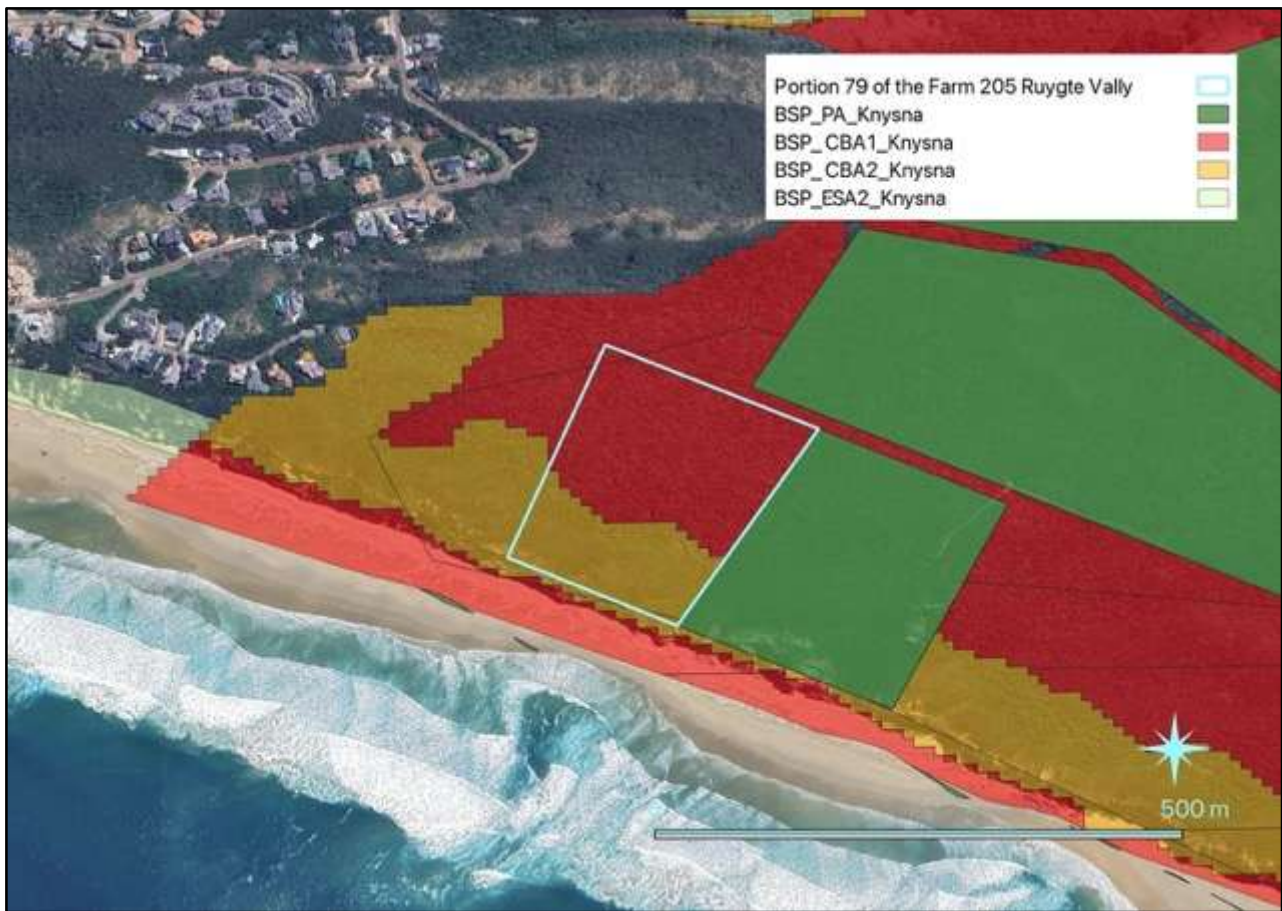 Portion 79 of the Farm 205 Ruygte Vally
BSP_PA_Knysna
BSP_CBA1_Knysna
BSP_CBA2_Knysna
BSP_ESA2_Knysna
500 m